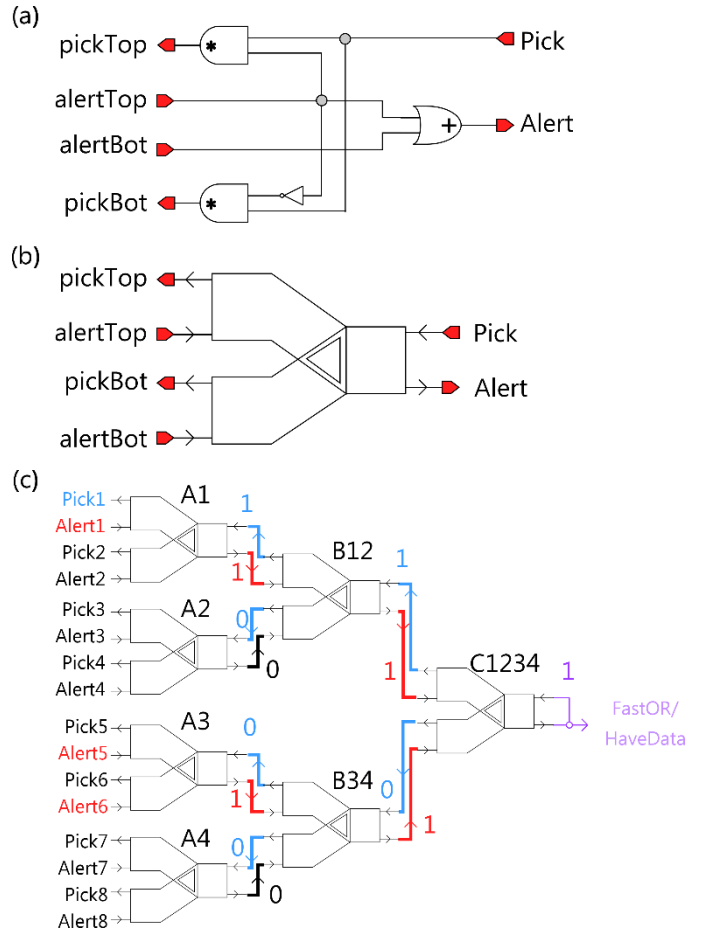 (a)
pickTop
*
Pick
alertTop
+
Alert
alertBot
pickBot
*
(b)
pickTop
alertTop
Pick
pickBot
Alert
alertBot
(c)
Pick1
A1
1
Alert1
Pick2
B12
1
Alert2
1
Pick3
A2
0
Alert3
C1234
Pick4
0
1
1
Alert4
FastOR/
HaveData
Pick5
A3
0
Alert5
Pick6
B34
0
Alert6
1
1
Pick7
A4
0
Alert7
Pick8
0
Alert8